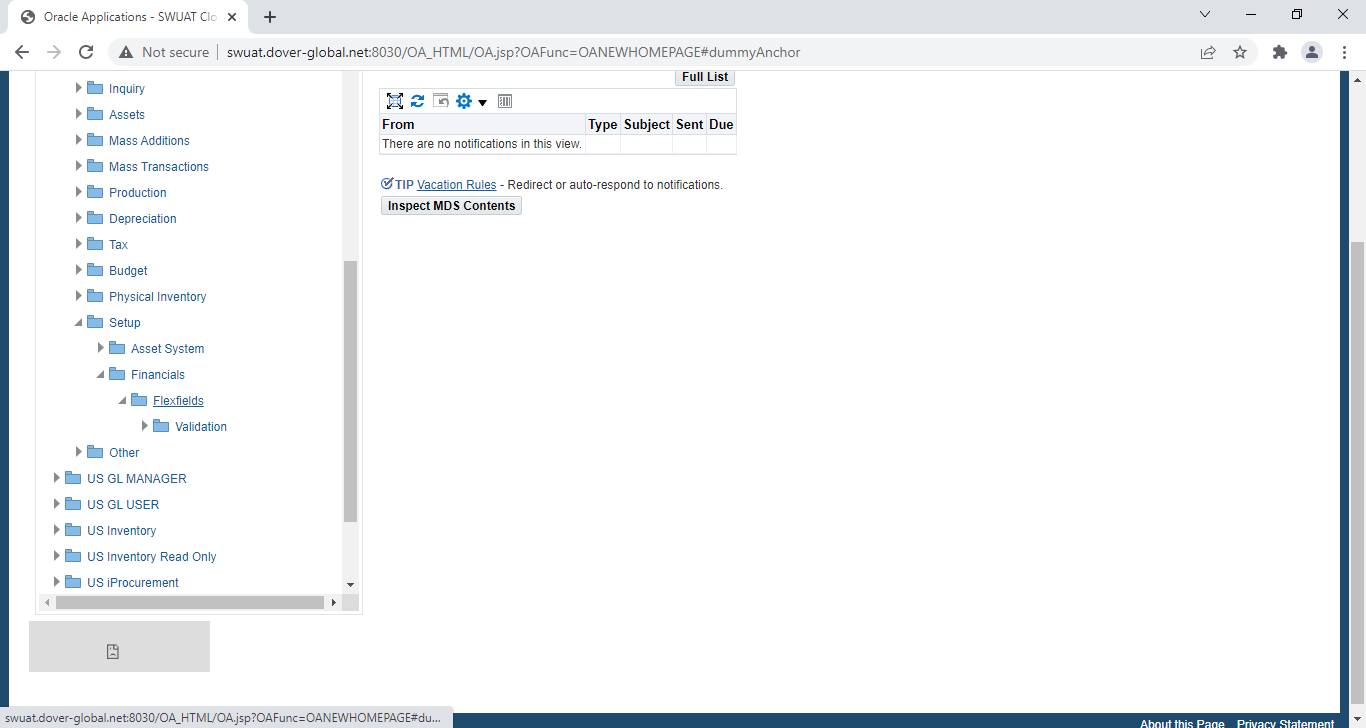 Oracle Applications - SWUAT Clo
Not secure
swuat.dover-global.net:8030/OA_HTML/OA.jsp?OAFunc=OANEWHOMEPAGE#dummyAnchor
Inquiry
Assets
Mass Additions
Mass Transactions
Production
Depreciation
Tax
Budget
Physical Inventory
Setup
Asset System
Financials
Flexfields
Validation
Other
US GL MANAGER
US GL USER
US Inventory
US Inventory Read Only
US iProcurement
Full List
From Type Subject Sent Due
There are no notifications in this view.
TIP Vacation Rules - Redirect or auto-respond to notifications.
Inspect MDS Contents
swuat.dover-global.net:8030/OA_HTML/OA.jsp?OAFunc=OANEWHOMEPAGE#du...
About this Page Privacy Statement